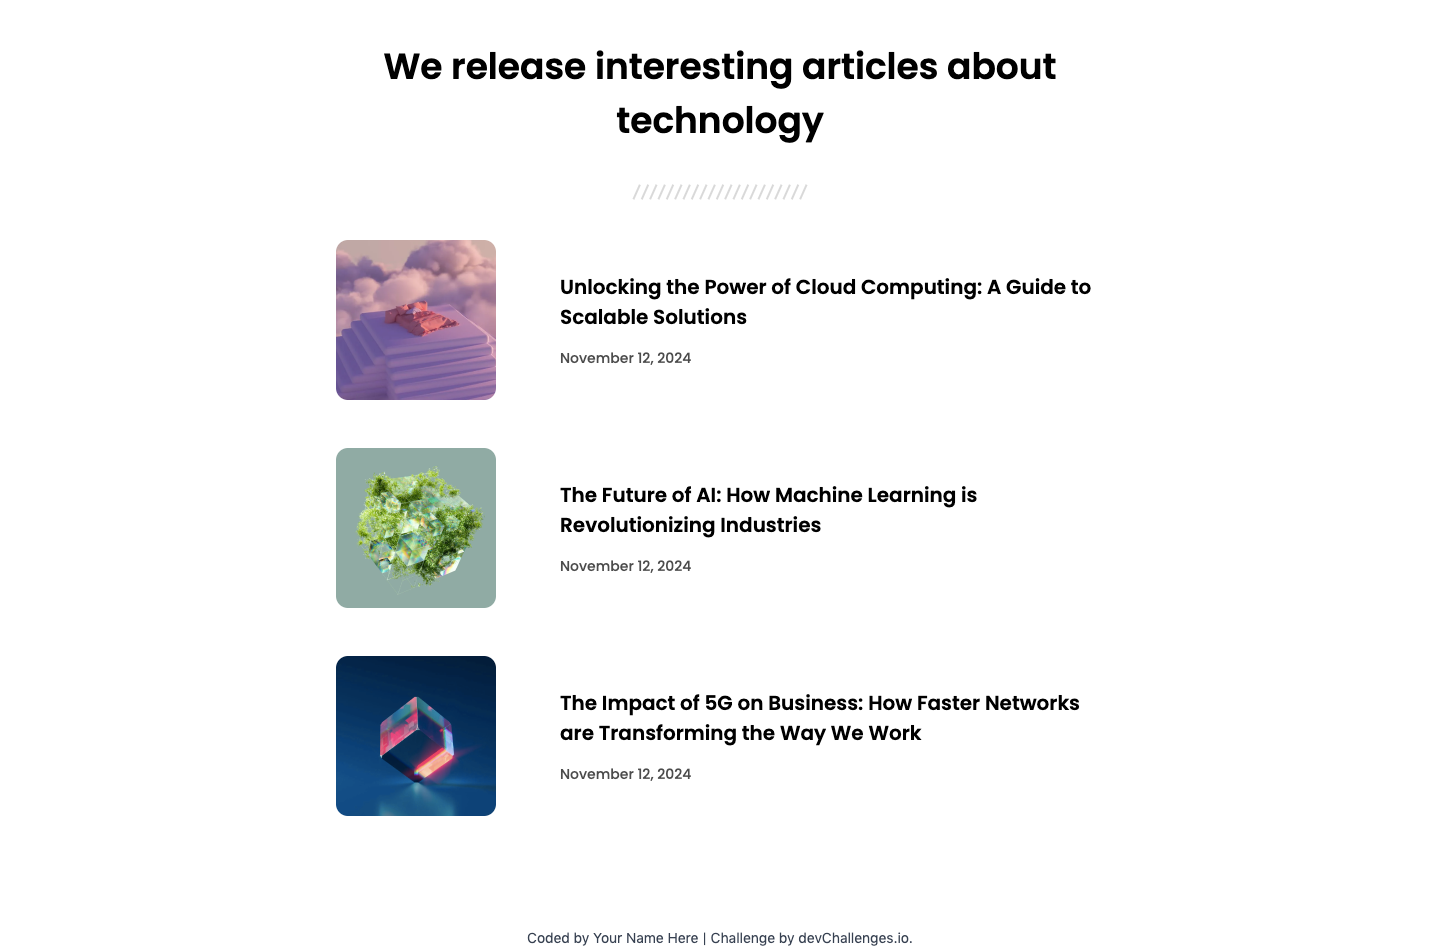 We release interesting articles about
technology
Unlocking the Power of Cloud Computing: A Guide to
Scalable Solutions
November 12, 2024
The Future of AI: How Machine Learning is
Revolutionizing Industries
November 12, 2024
The Impact of 5G on Business: How Faster Networks
are Transforming the Way We Work
November 12, 2024
Coded by Your Name Here | Challenge by devChallenges.io.